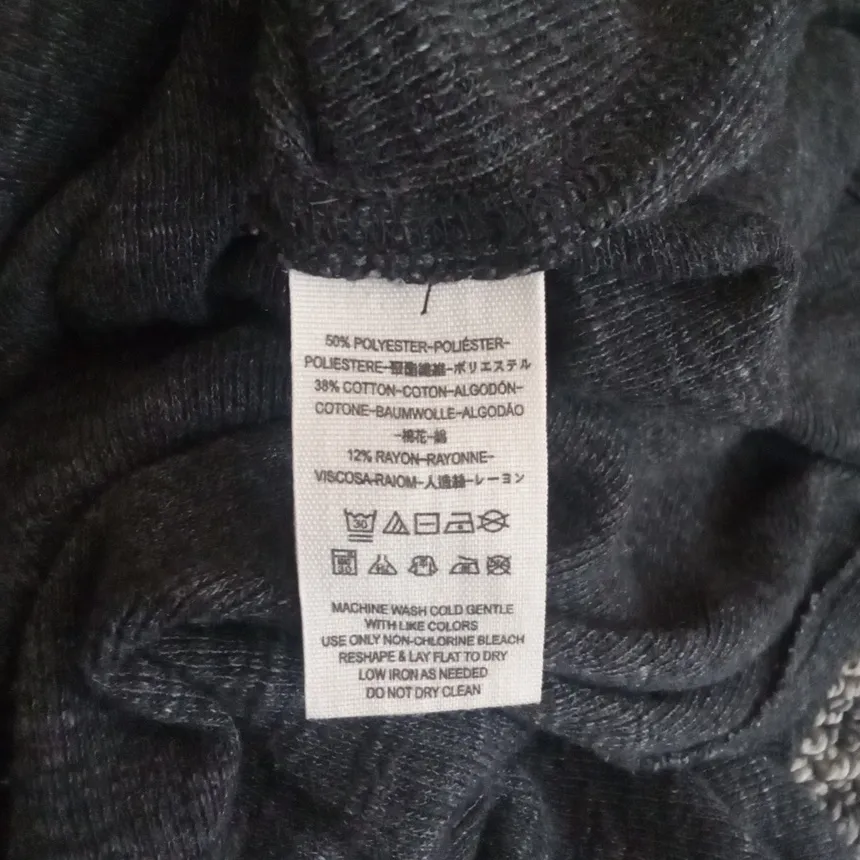 50% POLYESTER-POLIÉSTER-
POLIESTERE-聚酯纖維-ポリエステル
38% COTTON-COTON-ALGODÓN-
COTONE-BAUMWOLLE-ALGODÃO
-棉花-綿
12% RAYON-RAYONNE-
VISCOSA-RAIOM-人造絲-レーヨン
30
MACHINE WASH COLD GENTLE
WITH LIKE COLORS
USE ONLY NON-CHLORINE BLEACH
RESHAPE & LAY FLAT TO DRY
LOW IRON AS NEEDED
DO NOT DRY CLEAN